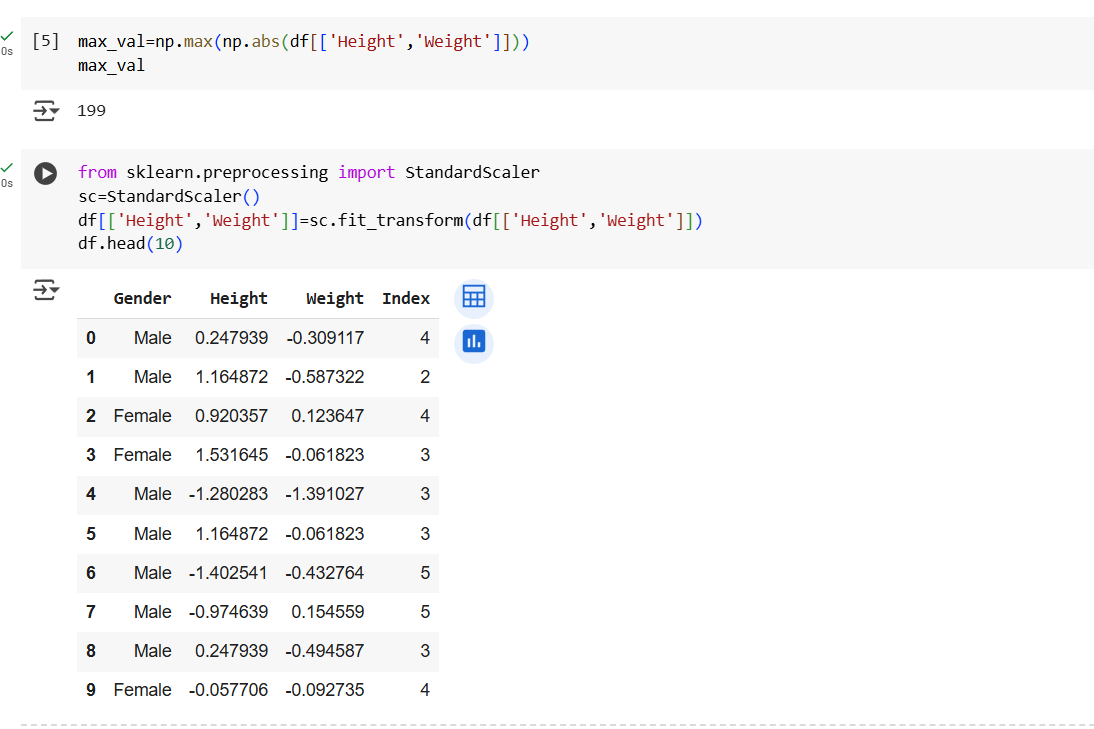 [5] max_val=np.max(np.abs(df[['Height','Weight']]))
0s
max_val
199
from sklearn.preprocessing import StandardScaler
0s
sc=StandardScaler()
df[['Height','Weight']]=sc.fit_transform(df[['Height','Weight']])
df.head(10)
Gender Height Weight Index
0 Male 0.247939 -0.309117 4
1 Male 1.164872 -0.587322 2
2 Female 0.920357 0.123647 4
3 Female 1.531645 -0.061823 3
4 Male -1.280283 -1.391027 3
5 Male 1.164872 -0.061823 3
6 Male -1.402541 -0.432764 5
7 Male -0.974639 0.154559 5
8 Male 0.247939 -0.494587 3
9 Female -0.057706 -0.092735 4